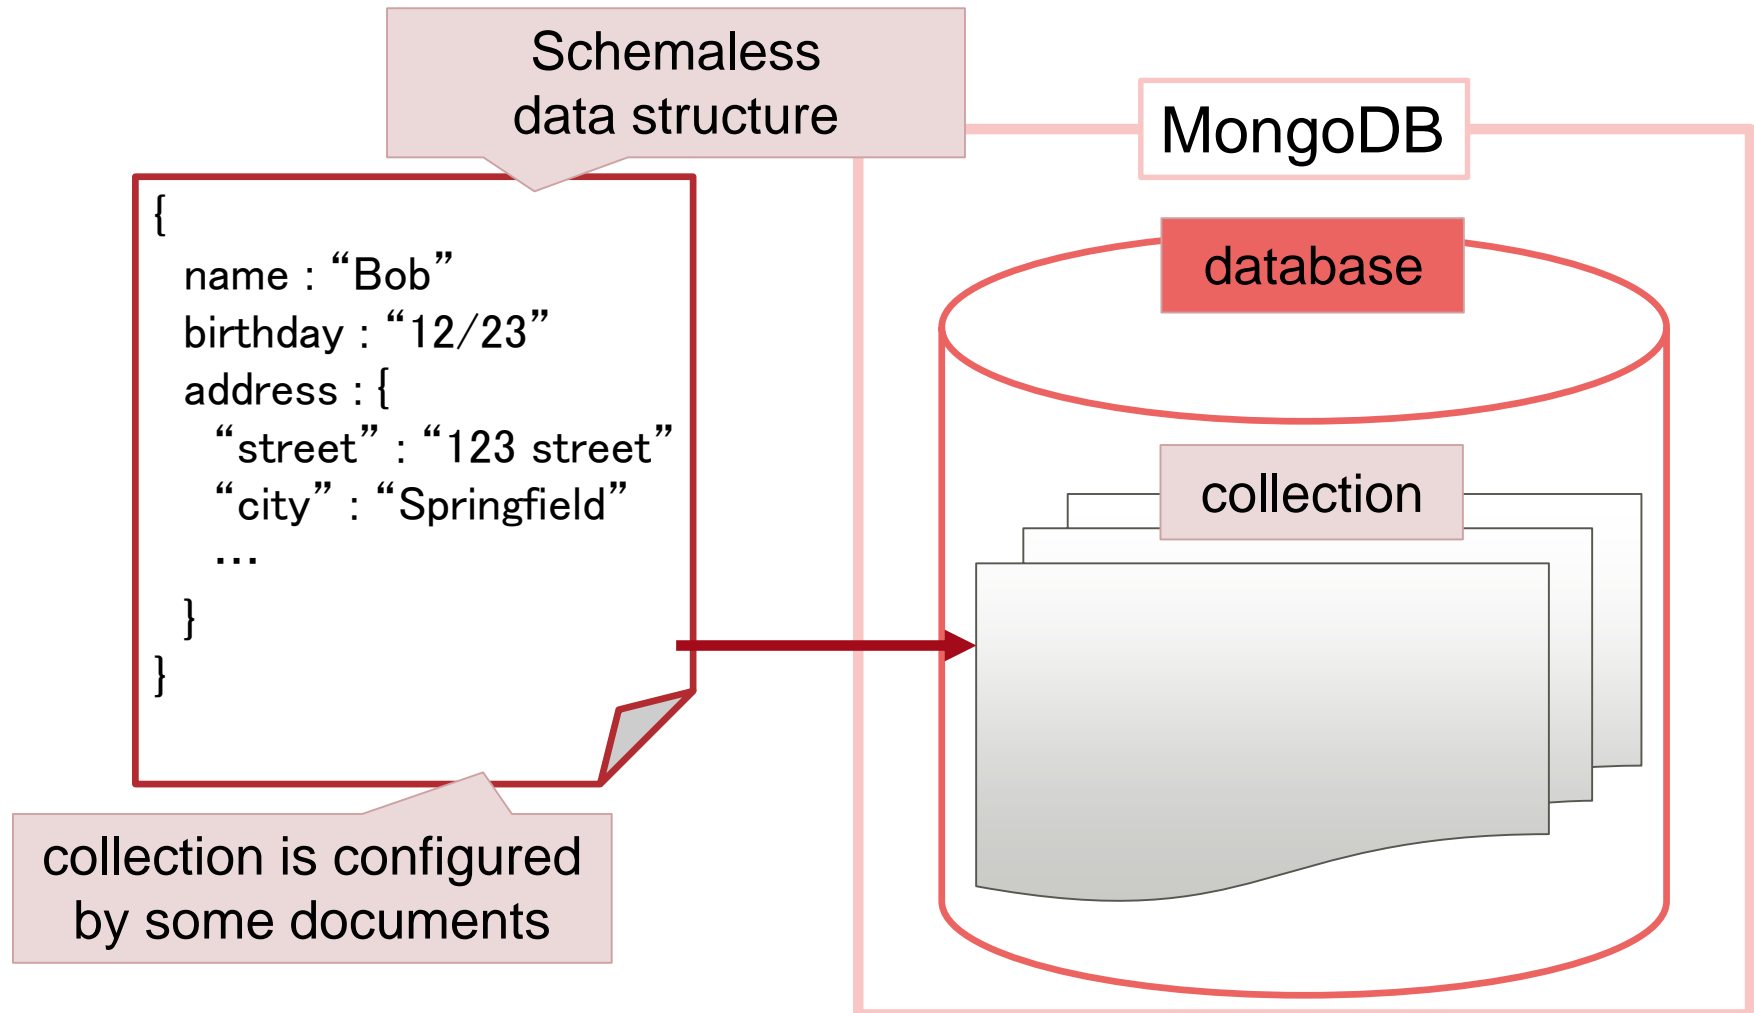 Schemaless
data structure
{
name : “Bob”
birthday : “12/23”
address : {
“street” : “123 street”
“city” : “Springfield”
…
}
}
collection is configured
by some documents
MongoDB
database
collection